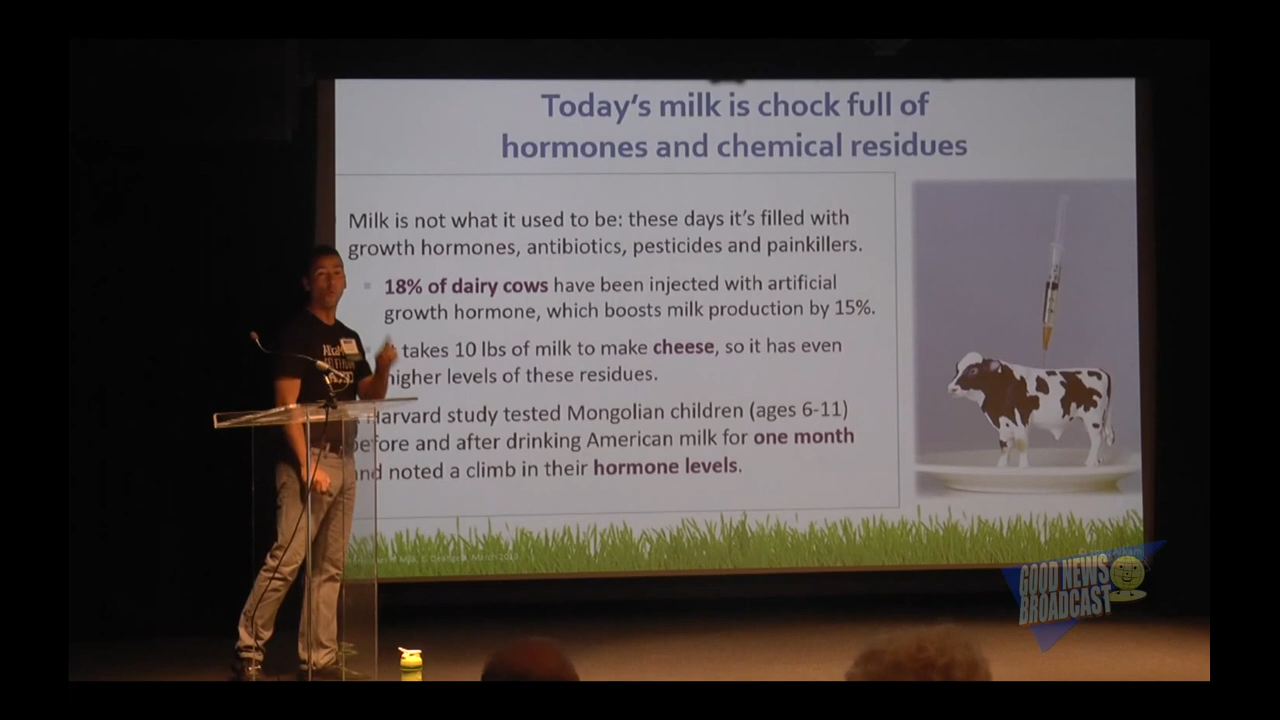 Today's milk is chock full of
hormones and chemical residues
Milk is not what it used to be: these days it's filled with
growth hormones, antibiotics, pesticides and painkillers.
18% of dairy cows have been injected with artificial
growth hormone, which boosts milk production by 15%.
takes 10 lbs of milk to make cheese, so it has even
higher levels of these residues.
Harvard study tested Mongolian children (ages 6-11)
before and after drinking American milk for one month
and noted a climb in their hormone levels.
GOOD NEWS
BROADCAST